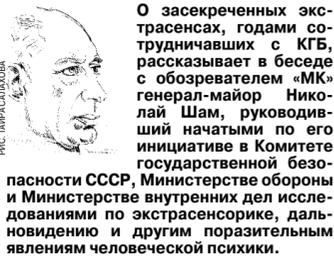 О засекреченных экс-
трасенсах, годами со-
трудничавших с КГБ,
рассказывает в беседе
с обозревателем «МК»
генерал-майор Нико-
лай Шам, руководив-
ший начатыми по его
инициативе в Комитете
государственной безо-
пасности СССР, Министерстве обороны
и Министерстве внутренних дел иссле-
дованиями по экстрасенсорике, даль-
новидению и другим поразительным
явлениям человеческой психики.
РИС. ТАИРА САЛАХОВА